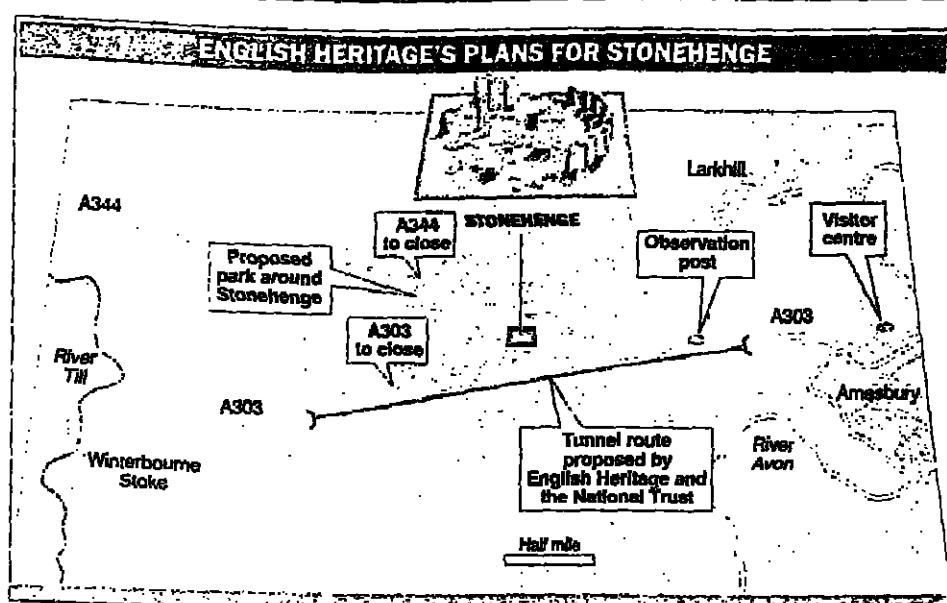 ENGLISH HERITAGE'S PLANS FOR STONEHENGE
Larkhill
A344
A344
to close
STONEHENGE
Observation
post
Visitor
centre
Proposed
park around
Stonehenge
A303
to close
A303
River
Till
A303
Amesbury
Winterbourne
Stoke
Tunnel route
proposed by
English Heritage and
the National Trust
River
Avon
Half mile